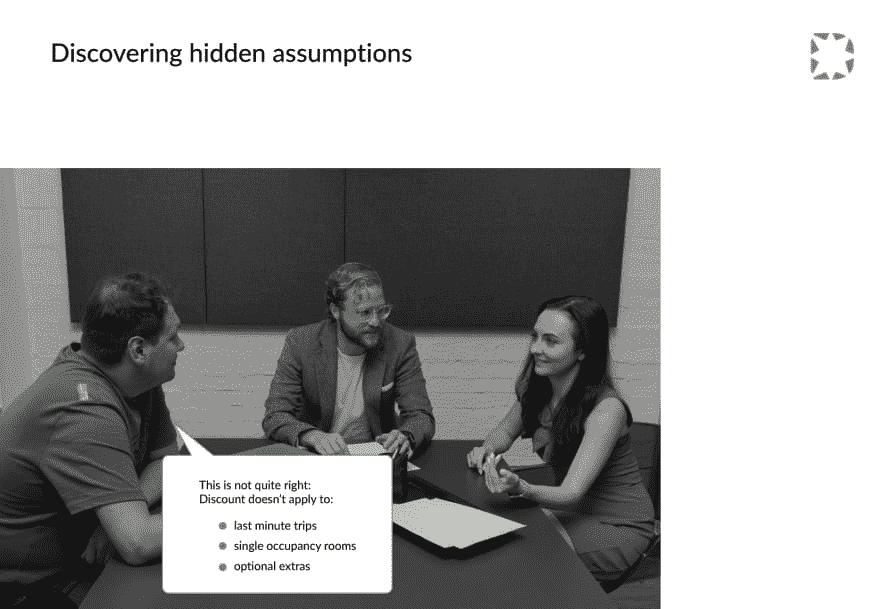 Discovering hidden assumptions
This is not quite right:
Discount doesn't apply to:
last minute trips
single occupancy rooms
optional extras